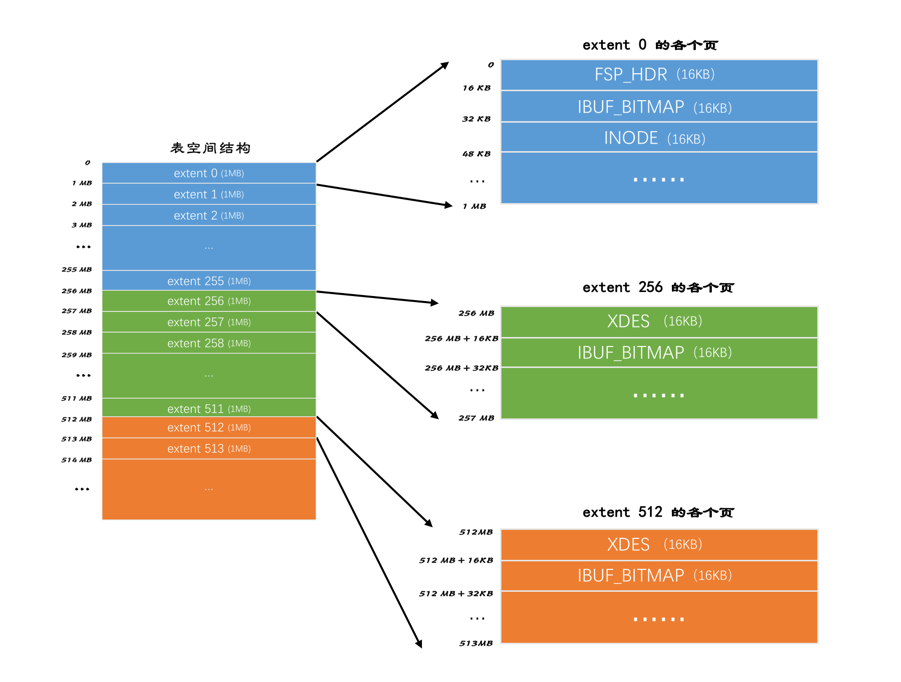 表空间结构
0
extent 0 (1MB)
1 MB
extent 1 (1MB)
2 MB
extent 2 (1MB)
3 MB
...
...
255 MB
extent 255 (1MB)
256 MB
extent 256 (1MB)
257 MB
extent 257 (1MB)
258 MB
extent 258 (1MB)
259 MB
...
...
511 MB
extent 511 (1MB)
512 MB
extent 512 (1MB)
513 MB
extent 513 (1MB)
514 MB
...
...
extent 0 的各个页
0
FSP_HDR (16KB)
16 KB
IBUF_BITMAP (16KB)
32 KB
INODE (16KB)
48 KB
...
......
1 MB
extent 256 的各个页
256 MB
XDES (16KB)
256 MB + 16KB
IBUF_BITMAP (16KB)
256 MB + 32KB
...
......
257 MB
extent 512 的各个页
512MB
XDES (16KB)
512 MB + 16KB
IBUF_BITMAP (16KB)
512 MB + 32KB
...
......
513MB